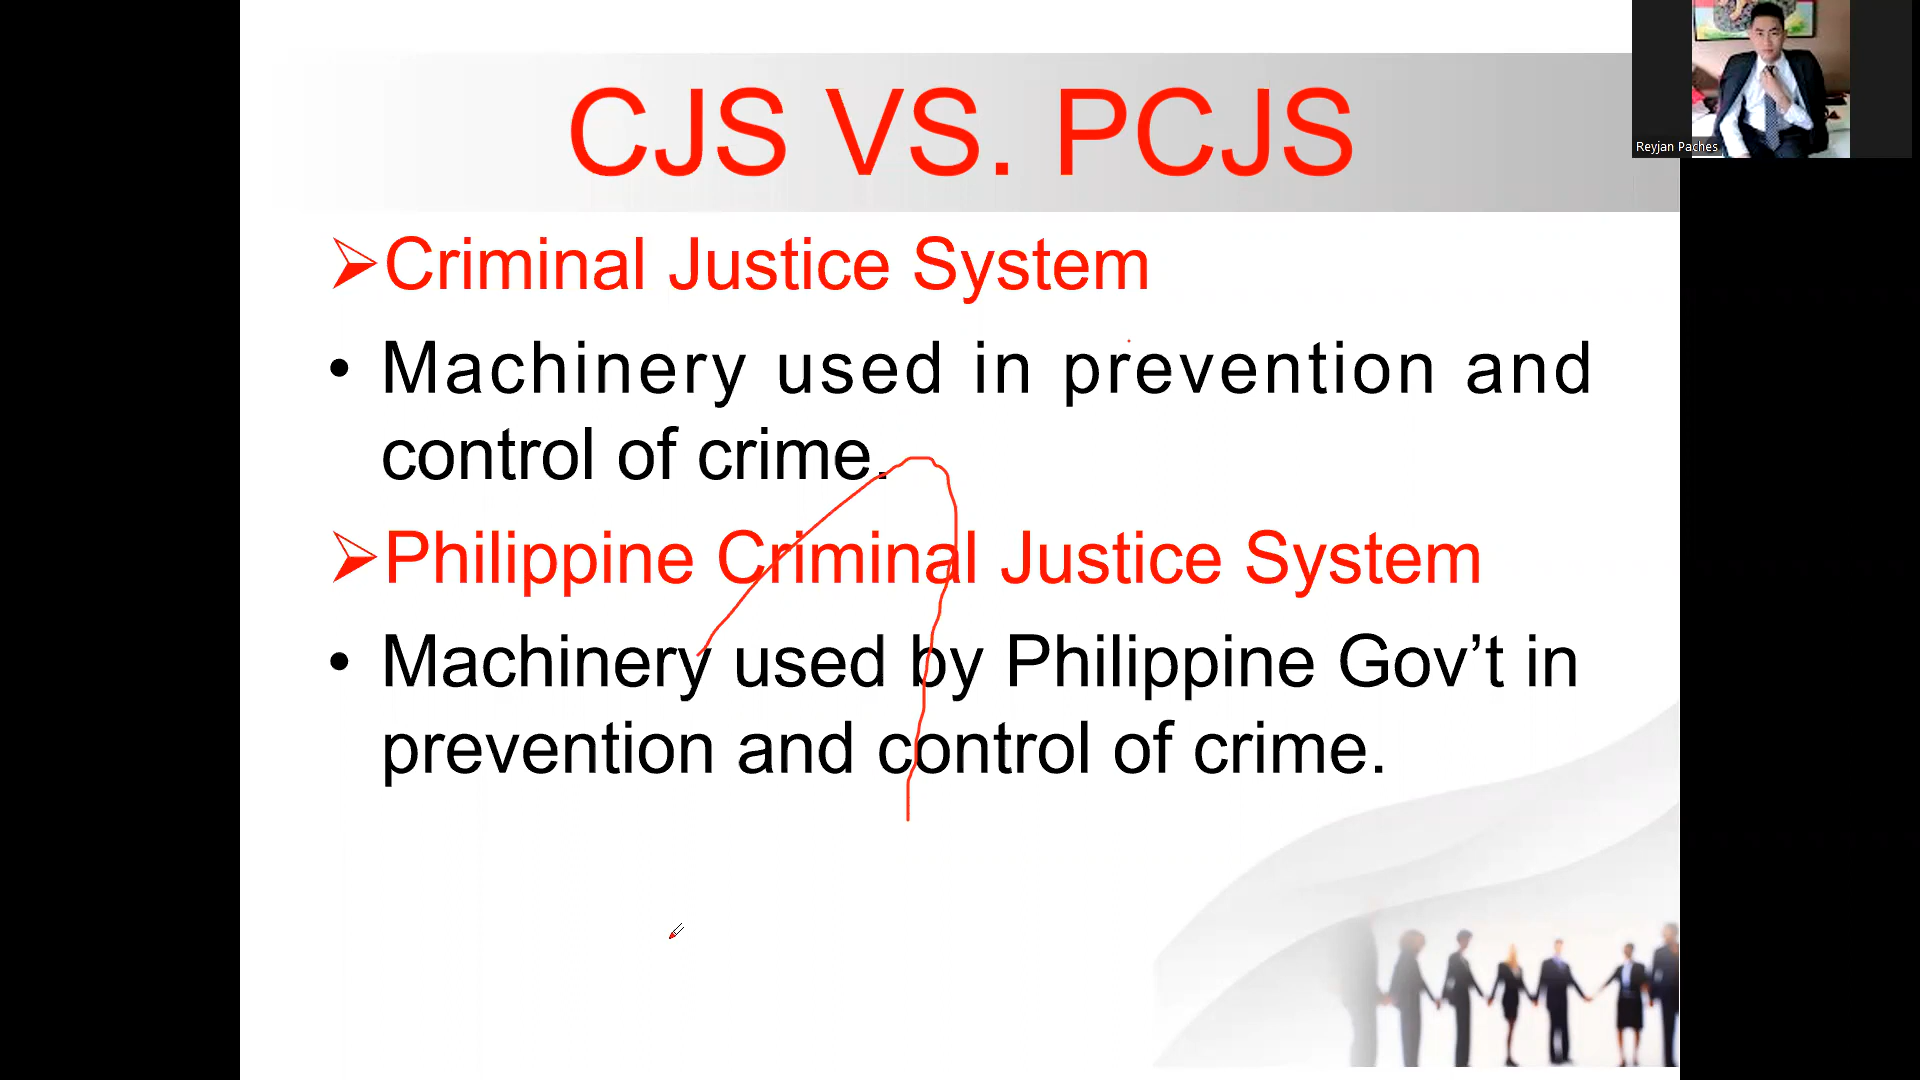 CJS VS. PCJS
Reyjan Paches
➢Criminal Justice System
• Machinery used in prevention and
control of crime.
➢Philippine Criminal Justice System
• Machinery used by Philippine Gov’t in
prevention and control of crime.